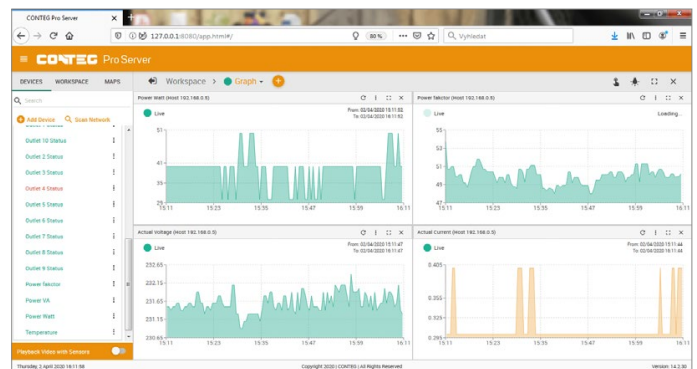 CONTEG Pro Server
127.0.0.1:8080/app.html#/
80 %
Vyhledat
CONTEG Pro Server
DEVICES WORKSPACE MAPS
Workspace > Graph
Search
Add Device Scan Network
Outlet 10 Status
Outlet 2 Status
Outlet 3 Status
Outlet 4 Status
Outlet 5 Status
Outlet 6 Status
Outlet 7 Status
Outlet 8 Status
Outlet 9 Status
Power faktor
Power VA
Power Watt
Temperature
Playback Video with Sensors
Power Watt (Host 192.168.0.5)
Live
From: 02/04/2020 15:11:52
To: 02/04/2020 16:11:52
51
41
35
29
15:11 15:23 15:35 15:47 15:59 16:11
Power faktor (Host 192.168.0.5)
Live
Loading...
55
53
51
49
47
15:11 15:23 15:35 15:47 15:59 16:11
Actual Voltage (Host 192.168.0.5)
Live
From: 02/04/2020 15:11:47
To: 02/04/2020 16:11:47
232.65
232.15
231.65
231.15
230.65
15:11 15:23 15:35 15:47 15:59 16:11
Actual Current (Host 192.168.0.5)
Live
From: 02/04/2020 15:11:44
To: 02/04/2020 16:11:44
0.405
0.355
0.325
0.295
15:11 15:23 15:35 15:47 15:59 16:11
Thursday, 2 April 2020 16:11:58
Copyright 2020 | CONTEG | All Rights Reserved
Version: 14.2.30